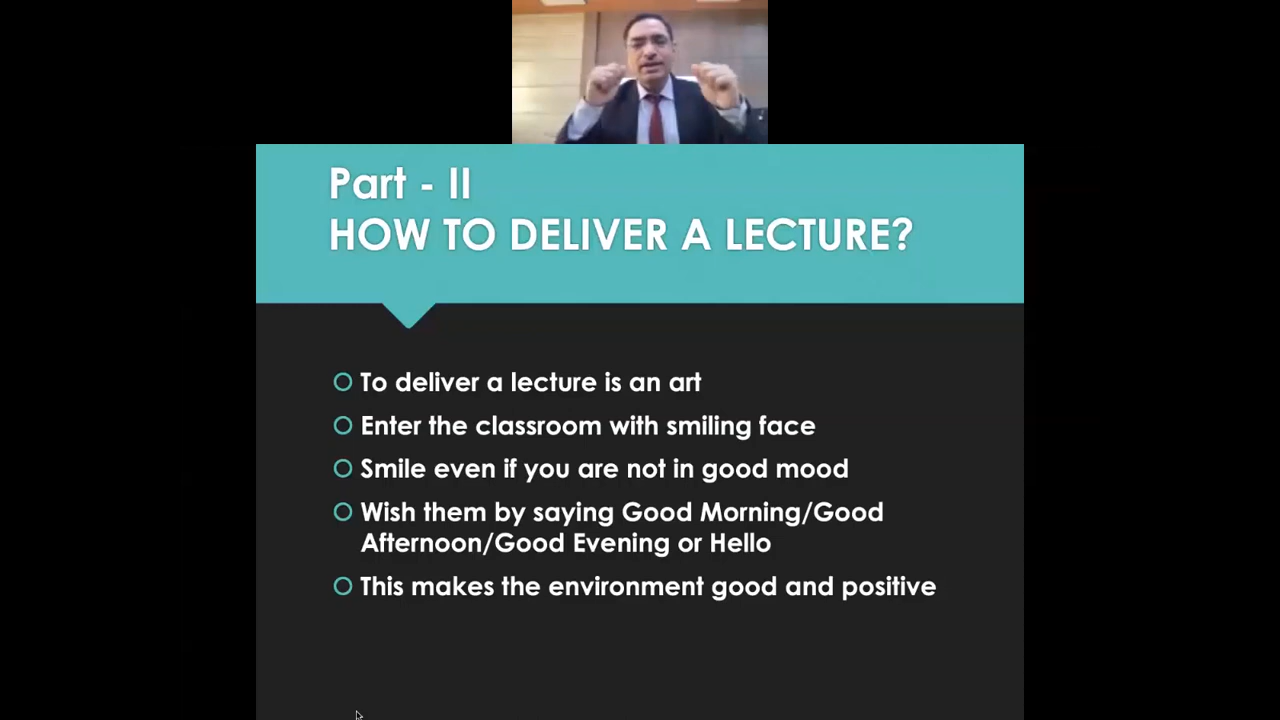 Part - II
HOW TO DELIVER A LECTURE?
To deliver a lecture is an art
Enter the classroom with smiling face
Smile even if you are not in good mood
Wish them by saying Good Morning/Good
Afternoon/Good Evening or Hello
This makes the environment good and positive